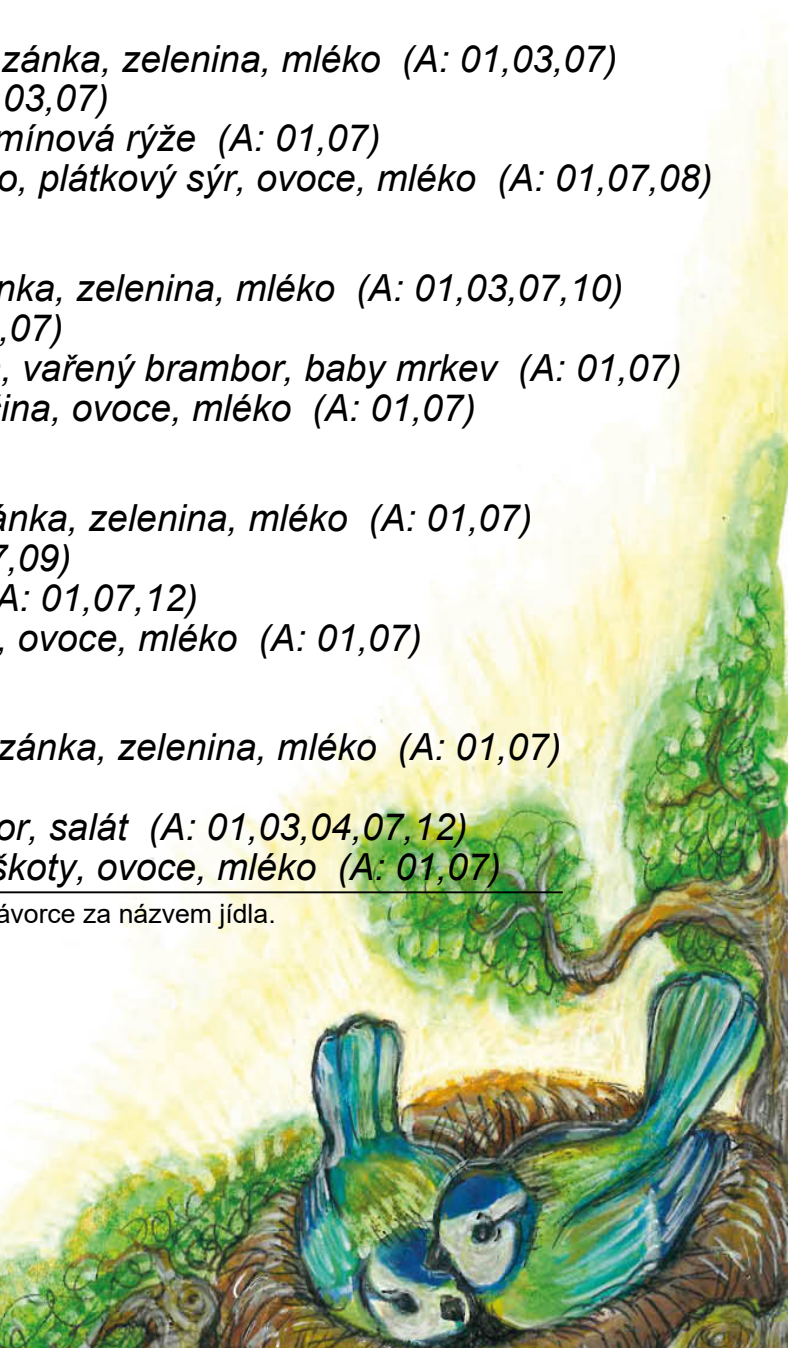 zánka, zelenina, mléko (A: 01,03,07)
03,07)
mínová rýže (A: 01,07)
o, plátkový sýr, ovoce, mléko (A: 01,07,08)
nka, zelenina, mléko (A: 01,03,07,10)
,07)
, vařený brambor, baby mrkev (A: 01,07)
ina, ovoce, mléko (A: 01,07)
ánka, zelenina, mléko (A: 01,07)
7,09)
A: 01,07,12)
, ovoce, mléko (A: 01,07)
zánka, zelenina, mléko (A: 01,07)
or, salát (A: 01,03,04,07,12)
škoty, ovoce, mléko (A: 01,07)
ávorce za názvem jídla.